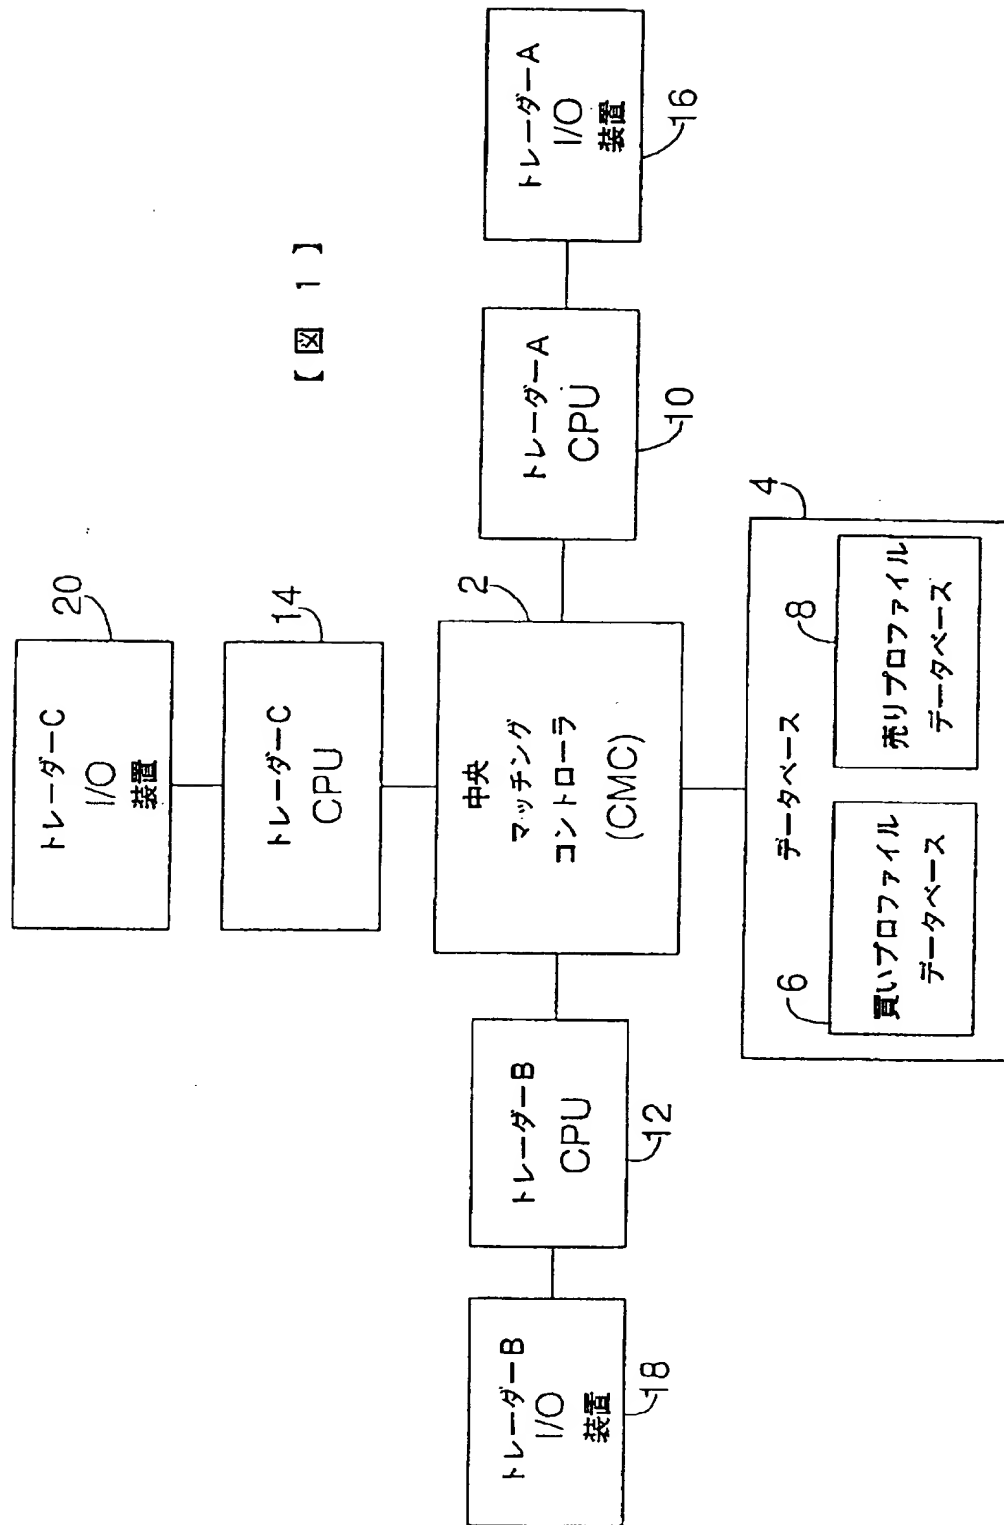 【図 1】
トレーダーC
I/O
装置
20
トレーダーC
CPU
14
中央
マッチング
コントローラ
(CMC)
2
トレーダーB
I/O
装置
18
トレーダーB
CPU
12
トレーダーA
CPU
10
トレーダーA
I/O
装置
16
データベース
4
買いプロファイル
データベース
6
売りプロファイル
データベース
8